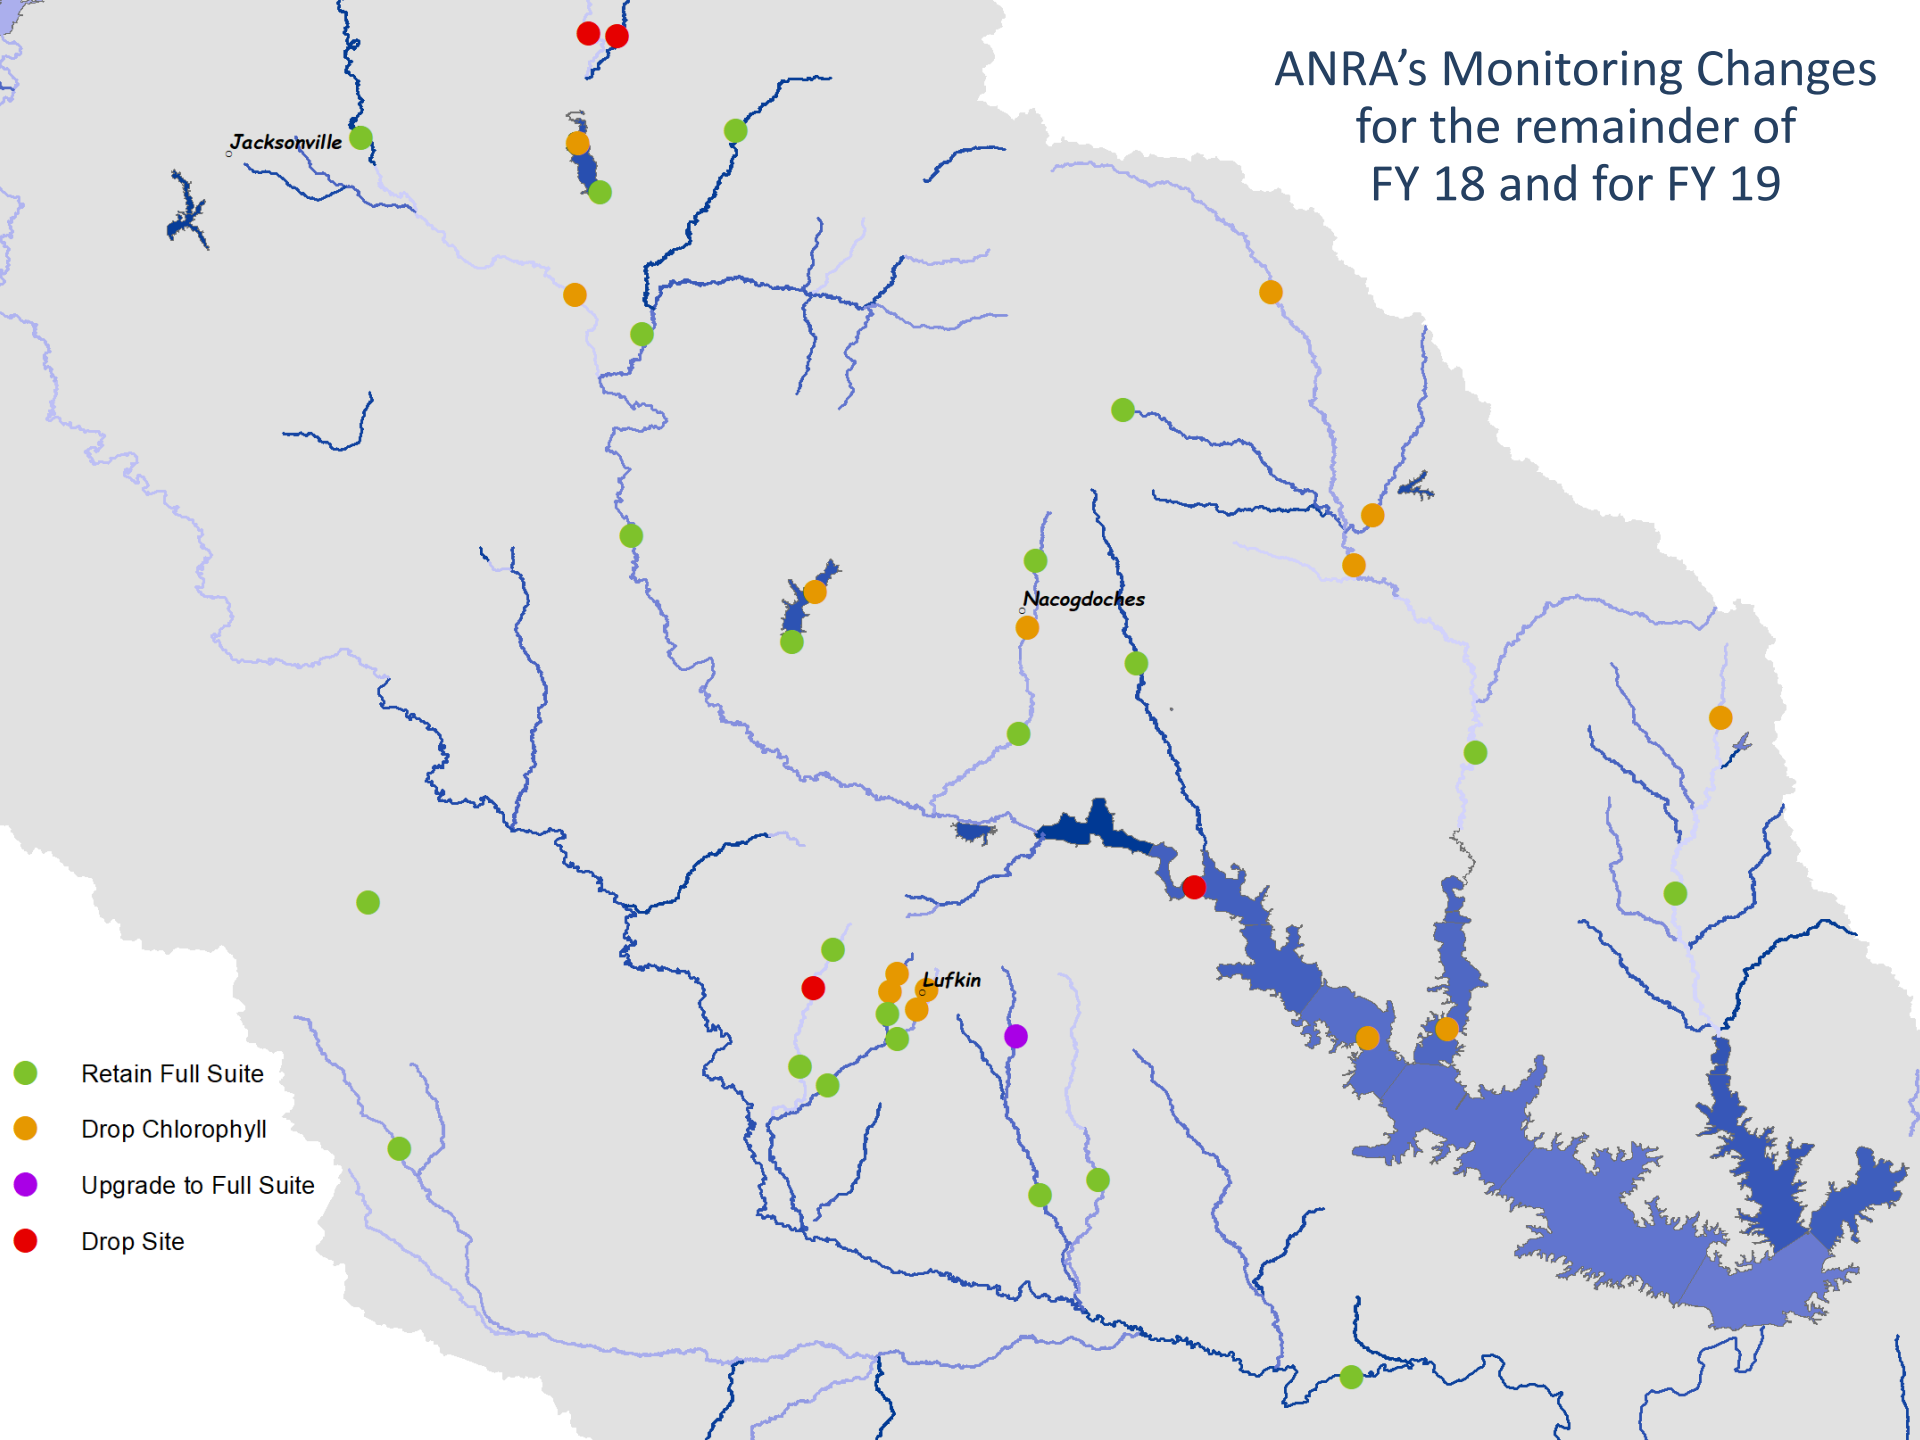 ANRA’s Monitoring Changes
for the remainder of
FY 18 and for FY 19
Jacksonville
Nacogdoches
Lufkin
Retain Full Suite
Drop Chlorophyll
Upgrade to Full Suite
Drop Site